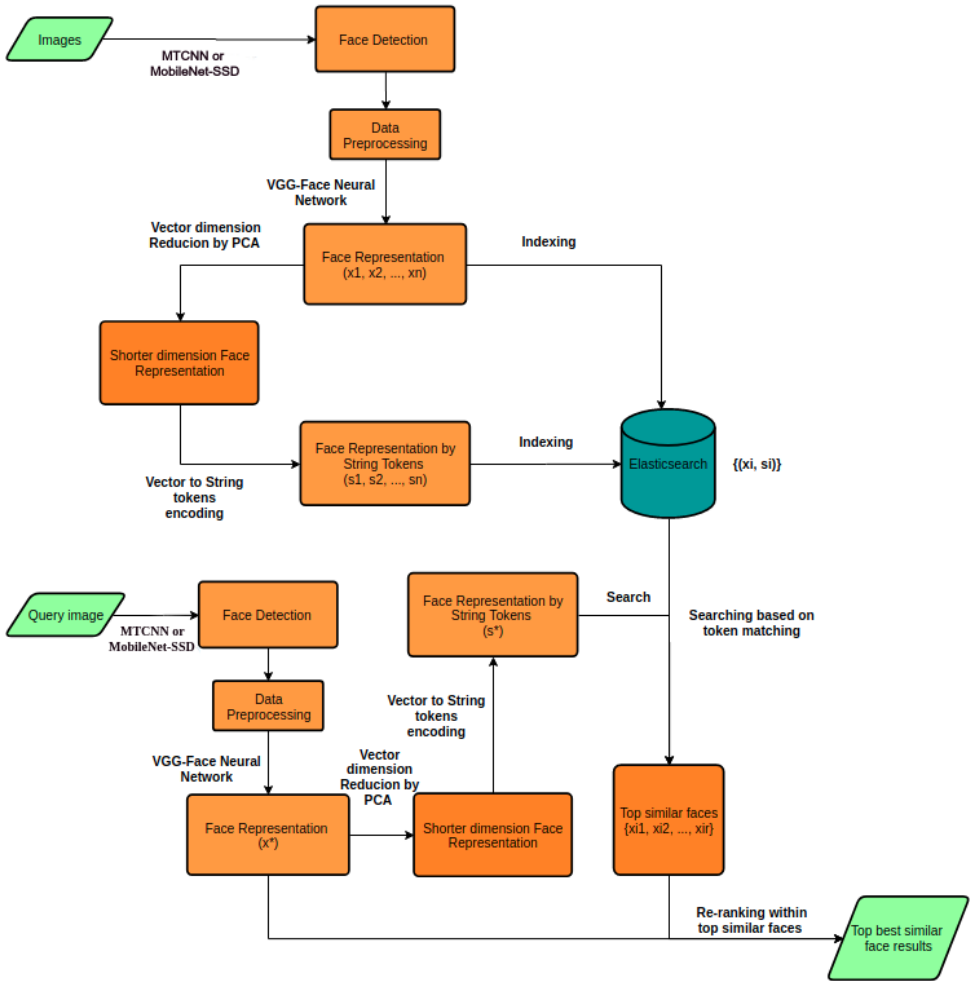 Images
MTCNN or
MobileNet-SSD
Face Detection
Data
Preprocessing
VGG-Face Neural
Network
Vector dimension
Reducion by PCA
Face Representation
(x1, x2, ..., xn)
Indexing
Shorter dimension Face
Representation
Vector to String
tokens
encoding
Face Representation by
String Tokens
(s1, s2, ..., sn)
Indexing
Elasticsearch
{(xi, si)}
Query image
MTCNN or
MobileNet-SSD
Face Detection
Data
Preprocessing
VGG-Face Neural
Network
Face Representation
(x*)
Vector
dimension
Reducion by
PCA
Shorter dimension Face
Representation
Vector to String
tokens
encoding
Face Representation by
String Tokens
(s*)
Search
Searching based on
token matching
Top similar faces
{xi1, xi2, ..., xir}
Re-ranking within
top similar faces
Top best similar
face results